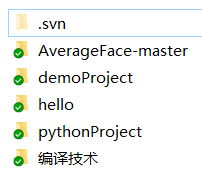 .svn
AverageFace-master
demoProject
hello
pythonProject
编译技术